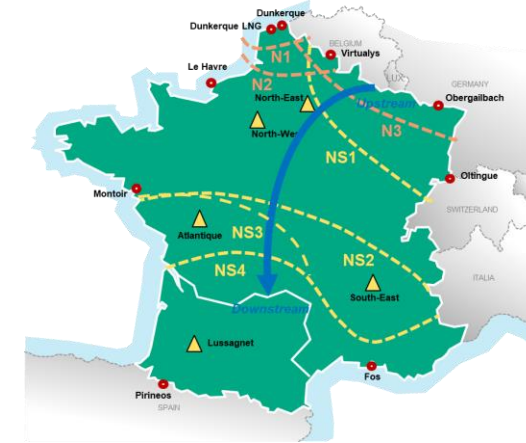 Dunkerque
Dunkerque LNG
BELGIUM
Virtualys
N1
Le Havre
N2
LUX
GERMANY
North-East
Upstream
Obergailbach
North-West
N3
NS1
Oltingue
Montoir
SWITZERLAND
Atlantique
NS3
NS4
NS2
ITALIA
South-East
Downstream
Lussagnet
Fos
Pirineos
SPAIN